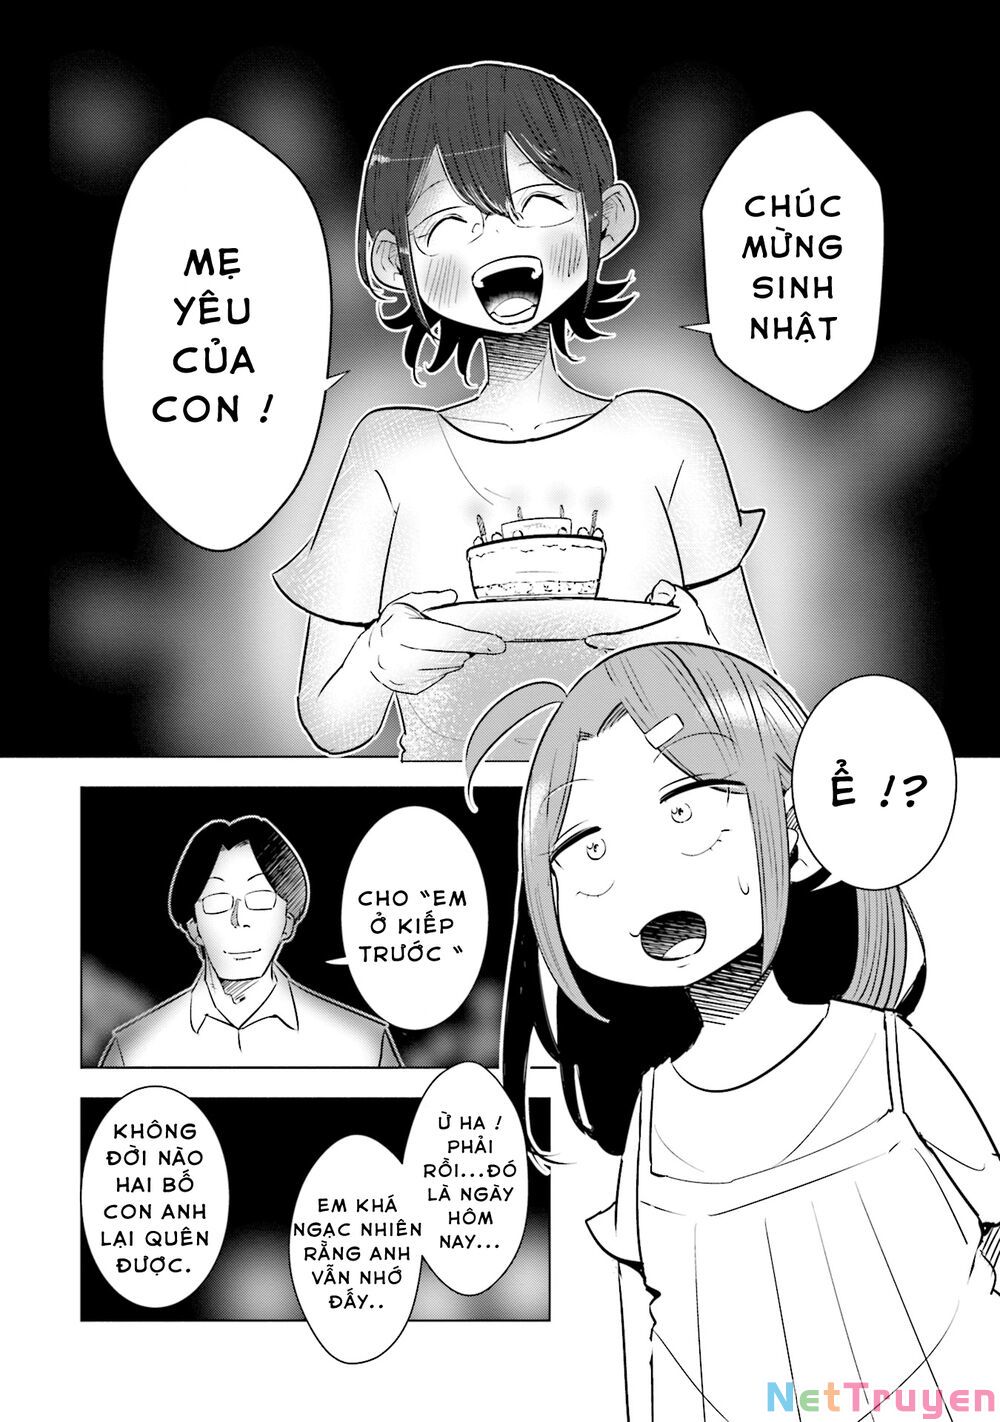 CHÚC
MỪNG
SINH
NHẬT
MẸ
YÊU
CỦA
CON !
Ể !?
CHO "EM
Ở KIẾP
TRƯỚC "
Ừ HA !
PHẢI
RỒI...ĐÓ
LÀ NGÀY
HÔM
NAY...
EM KHÁ
NGẠC NHIÊN
RẰNG ANH
VẪN NHỚ
ĐẤY..
KHÔNG
ĐỜI NÀO
HAI BỐ
CON ANH
LẠI QUÊN
ĐƯỢC.
NetTruyen